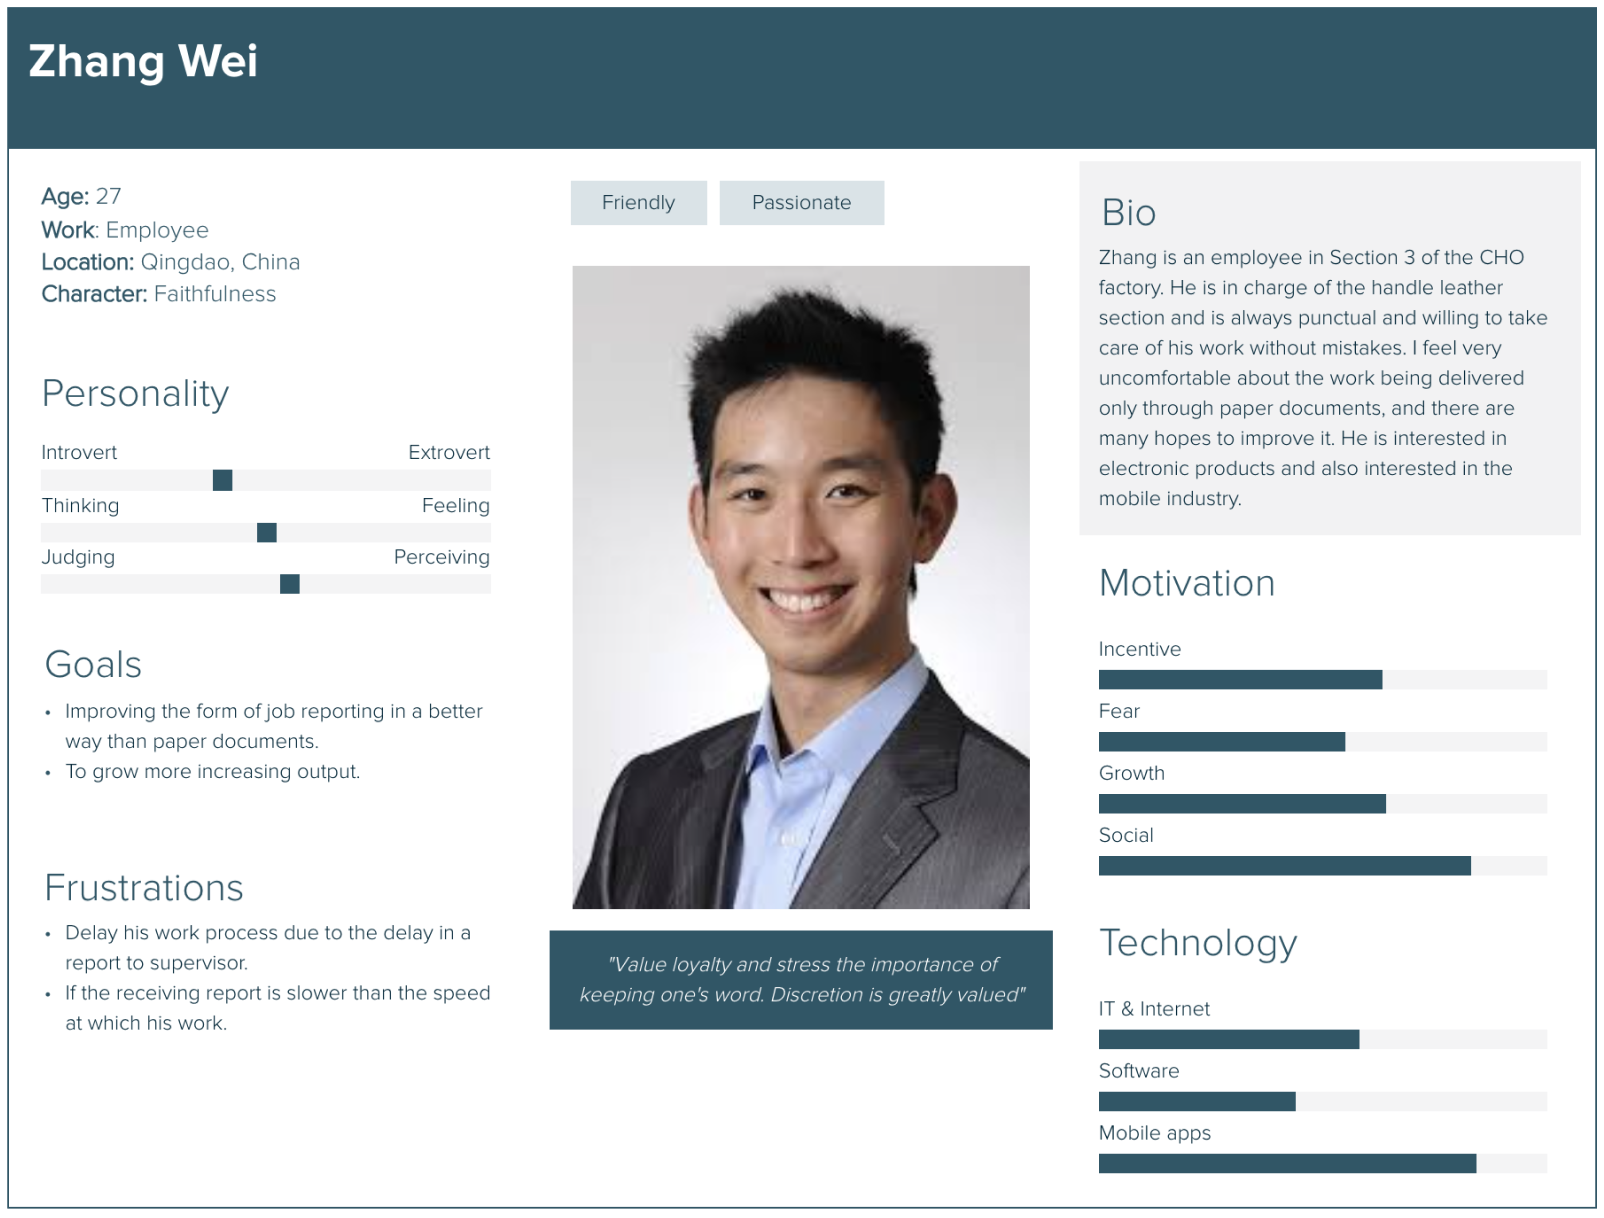 Zhang Wei
Age: 27
Work: Employee
Location: Qingdao, China
Character: Faithfulness
Personality
Introvert Extrovert
Thinking Feeling
Judging Perceiving
Goals
• Improving the form of job reporting in a better
way than paper documents.
• To grow more increasing output.
Frustrations
• Delay his work process due to the delay in a
report to supervisor.
• If the receiving report is slower than the speed
at which his work.
Friendly Passionate
"Value loyalty and stress the importance of
keeping one's word. Discretion is greatly valued"
Bio
Zhang is an employee in Section 3 of the CHO
factory. He is in charge of the handle leather
section and is always punctual and willing to take
care of his work without mistakes. I feel very
uncomfortable about the work being delivered
only through paper documents, and there are
many hopes to improve it. He is interested in
electronic products and also interested in the
mobile industry.
Motivation
Incentive
Fear
Growth
Social
Technology
IT & Internet
Software
Mobile apps